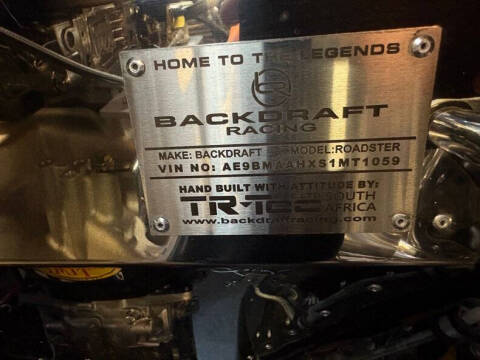 HOME TO THE LEGENDS
BACKDRAFT
RACING
MAKE: BACKDRAFT MODEL:ROADSTER
VIN NO: AE9BMAAHXS1MT1059
HAND BUILT WITH ATTITUDE BY:
SOUTH
AFRICA
www.backdraftracing.com